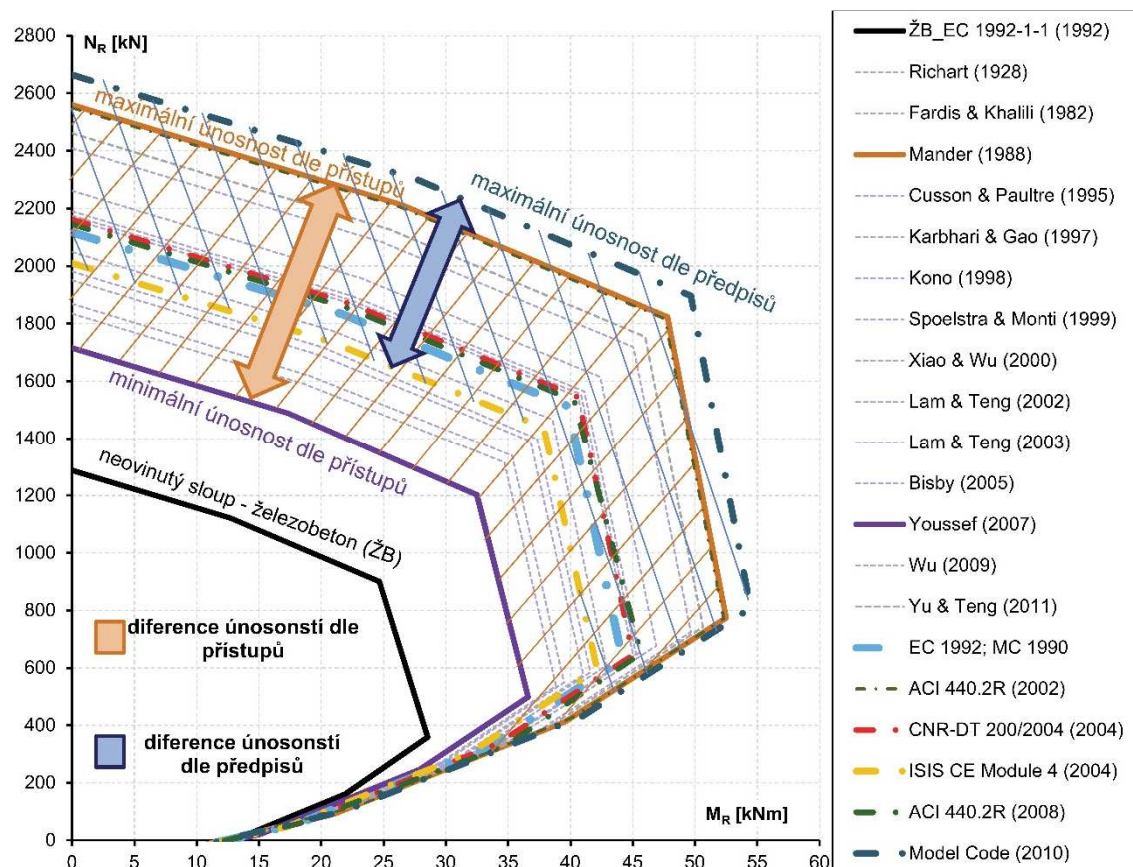 N_R [kN]
2800
2600
2400
2200
2000
1800
1600
1400
1200
1000
800
600
400
200
0
maximální únosnost dle přístupů
maximální únosnost dle předpisů
minimální únosnost dle přístupů
neovinutý sloup - železobeton (ŽB)
diference únosonstí dle
přístupů
diference únosonstí
dle předpisů
M_R [kNm]
0 5 10 15 20 25 30 35 40 45 50 55 60
ŽB_EC 1992-1-1 (1992)
Richart (1928)
Fardis & Khalili (1982)
Mander (1988)
Cusson & Paultre (1995)
Karbhari & Gao (1997)
Kono (1998)
Spoelstra & Monti (1999)
Xiao & Wu (2000)
Lam & Teng (2002)
Lam & Teng (2003)
Bisby (2005)
Youssef (2007)
Wu (2009)
Yu & Teng (2011)
EC 1992; MC 1990
ACI 440.2R (2002)
CNR-DT 200/2004 (2004)
ISIS CE Module 4 (2004)
ACI 440.2R (2008)
Model Code (2010)